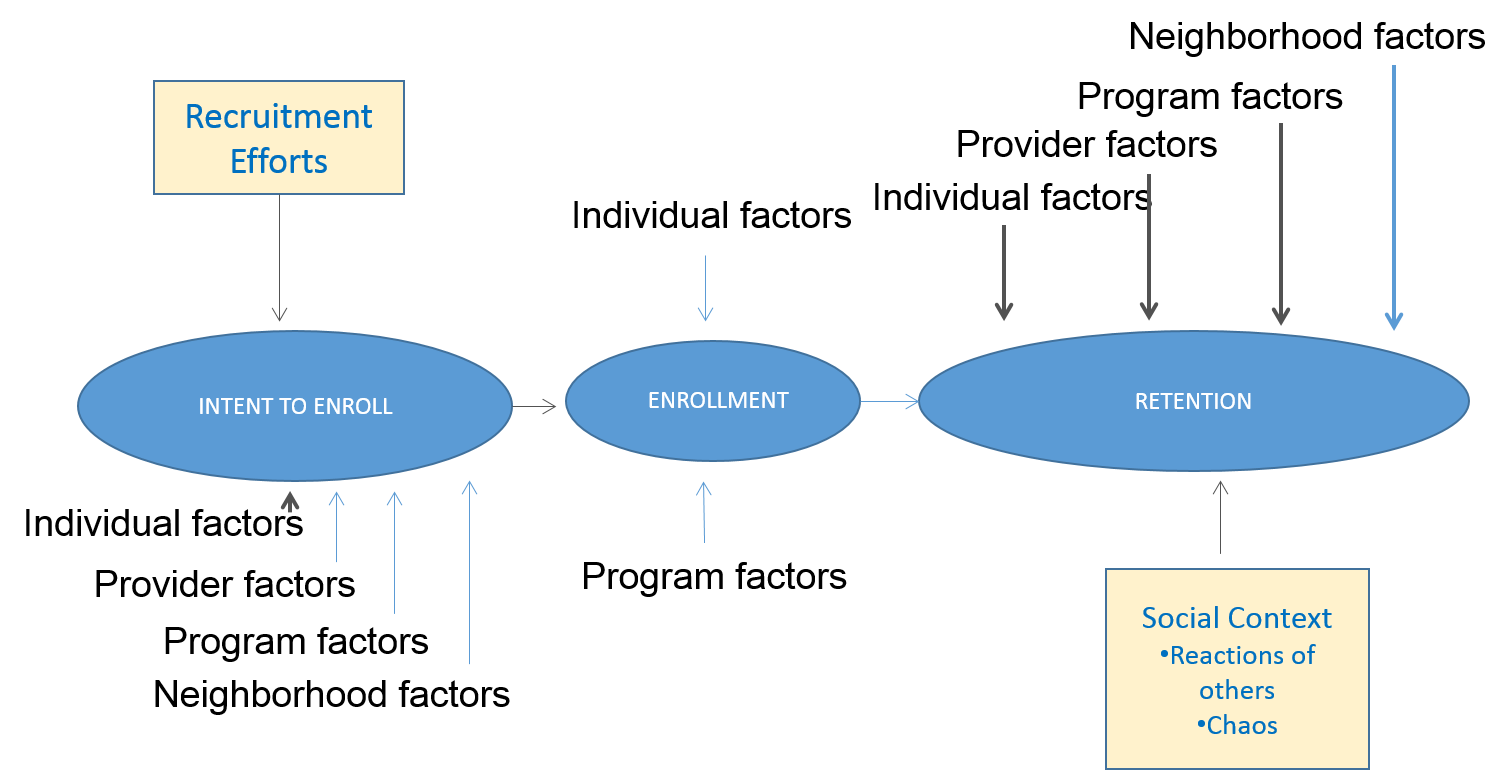 Neighborhood factors
Recruitment
Efforts
Program factors
Provider factors
Individual factors
Individual factors
INTENT TO ENROLL
ENROLLMENT
RETENTION
Individual factors
Provider factors
Program factors
Neighborhood factors
Program factors
Social Context
•Reactions of
others
•Chaos